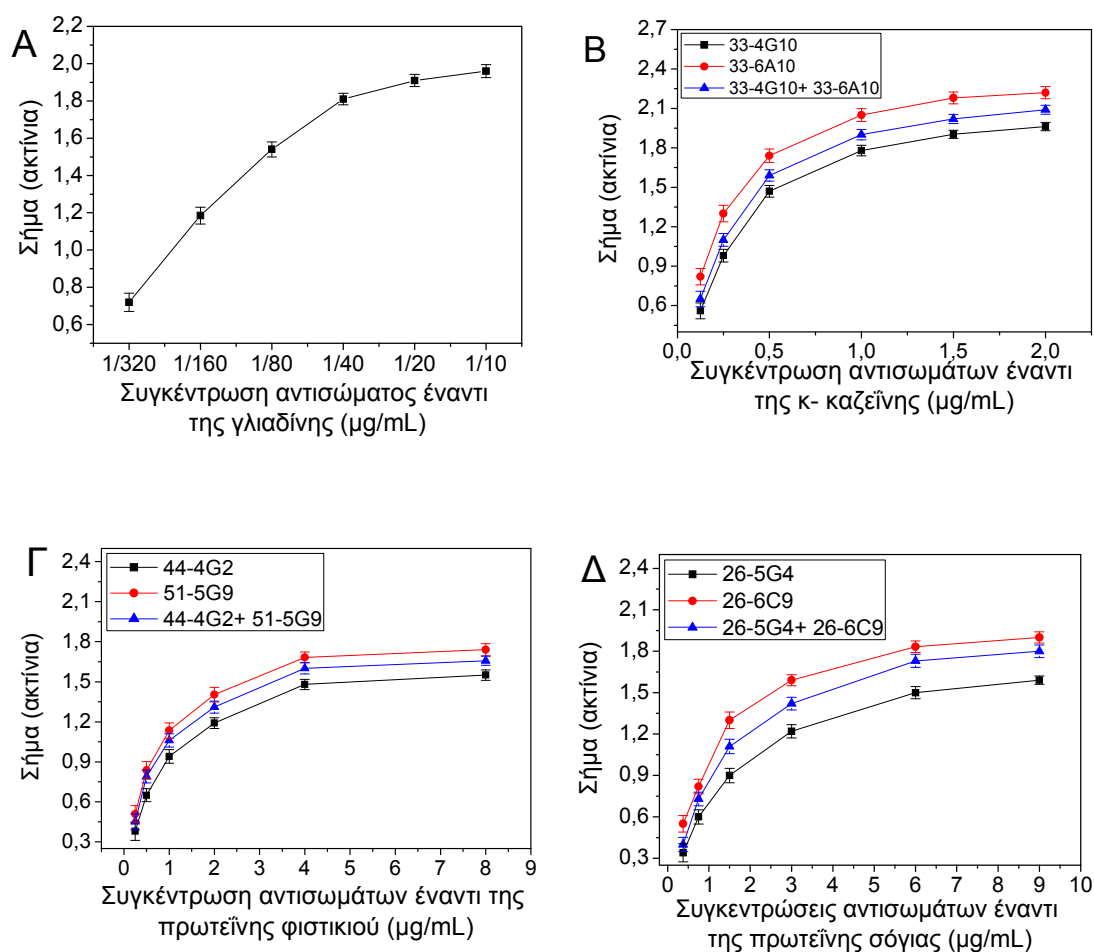 Α
2,2
2,0
1,8
1,6
1,4
1,2
1,0
0,8
0,6
1/320 1/160 1/80 1/40 1/20 1/10
Σήμα (ακτίνια)
Συγκέντρωση αντισώματος έναντι
της γλιαδίνης (μg/mL)
Β
2,7
2,4
2,1
1,8
1,5
1,2
0,9
0,6
33-4G10
33-6A10
33-4G10+ 33-6A10
0,0 0,5 1,0 1,5 2,0
Σήμα (ακτίνια)
Συγκέντρωση αντισωμάτων έναντι
της κ- καζεΐνης (μg/mL)
Γ
2,4
2,1
1,8
1,5
1,2
0,9
0,6
0,3
44-4G2
51-5G9
44-4G2+ 51-5G9
0 1 2 3 4 5 6 7 8 9
Σήμα (ακτίνια)
Συγκέντρωση αντισωμάτων έναντι της
πρωτεΐνης φιστικιού (μg/mL)
Δ
2,4
2,1
1,8
1,5
1,2
0,9
0,6
0,3
26-5G4
26-6C9
26-5G4+ 26-6C9
0 1 2 3 4 5 6 7 8 9 10
Σήμα (ακτίνια)
Συγκεντρώσεις αντισωμάτων έναντι
της πρωτεΐνης σόγιας (μg/mL)